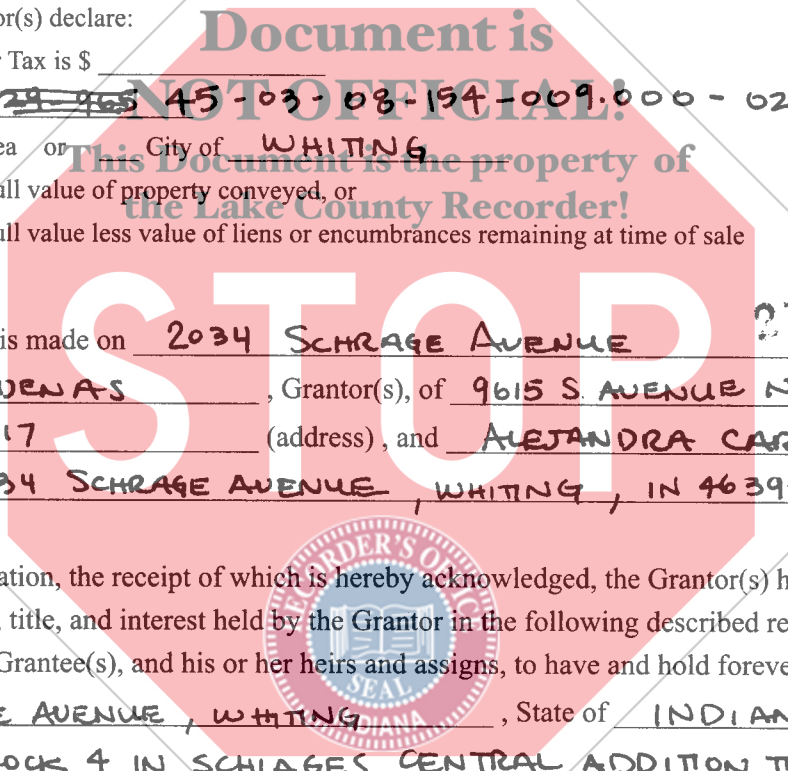 or(s) declare:
Document is
r Tax is $
NOT OFFICIAL!
29-965 45-03-08-154-009.000-02
ea or City of WHITING
This Document is the property of
ull value of property conveyed, or
the Lake County Recorder!
ull value less value of liens or encumbrances remaining at time of sale
STOP
is made on 2034 SCHRAGE AVENUE
DENAS , Grantor(s), of 9615 S. AVENUE N
17 (address) , and ALEJANDRA CAR
34 SCHRAGE AVENUE , WHITING , IN 4639
RECORDER'S OFFICE
ation, the receipt of which is hereby acknowledged, the Grantor(s) h
, title, and interest held by the Grantor in the following described re
Grantee(s), and his or her heirs and assigns, to have and hold foreve
SEAL
INDIANA
E AVENUE , WHITING , State of INDIAN
OCK 4 IN SCHLAGES CENTRAL ADDITION T